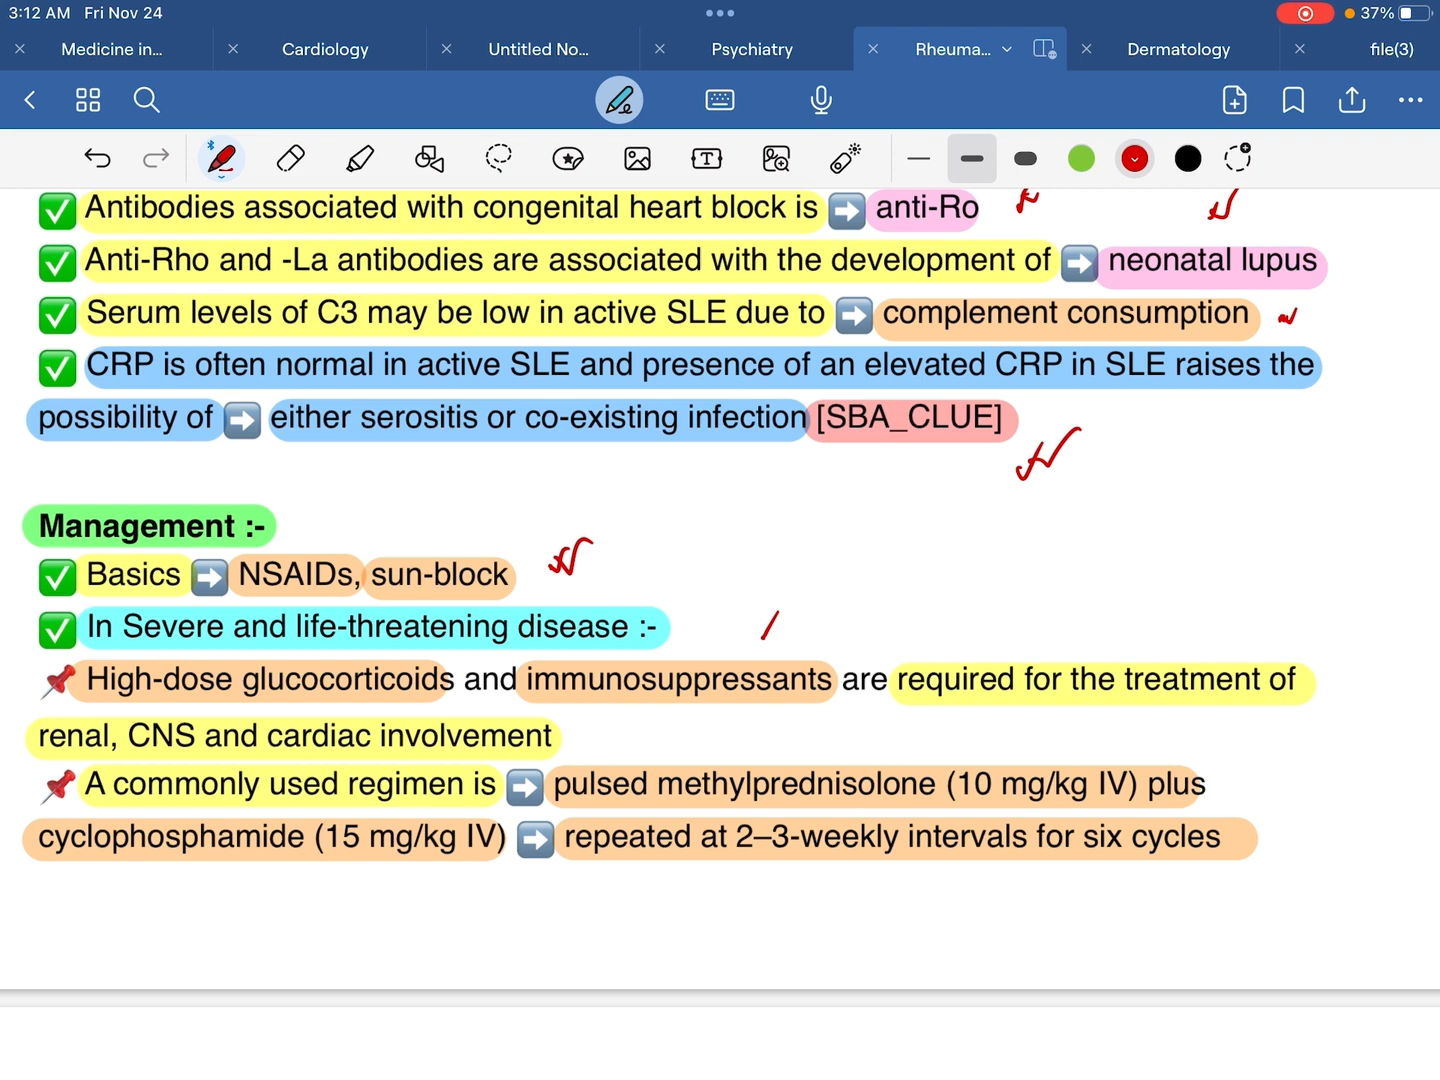 3:12 AM Fri Nov 24
37%
Medicine in...
Cardiology
Untitled No...
Psychiatry
Rheuma...
Dermatology
file(3)
Antibodies associated with congenital heart block is ➡️ anti-Ro
Anti-Rho and -La antibodies are associated with the development of ➡️ neonatal lupus
Serum levels of C3 may be low in active SLE due to ➡️ complement consumption
CRP is often normal in active SLE and presence of an elevated CRP in SLE raises the
possibility of ➡️ either serositis or co-existing infection [SBA_CLUE]
Management :-
Basics ➡️ NSAIDs, sun-block
In Severe and life-threatening disease :-
High-dose glucocorticoids and immunosuppressants are required for the treatment of
renal, CNS and cardiac involvement
A commonly used regimen is ➡️ pulsed methylprednisolone (10 mg/kg IV) plus
cyclophosphamide (15 mg/kg IV) ➡️ repeated at 2–3-weekly intervals for six cycles